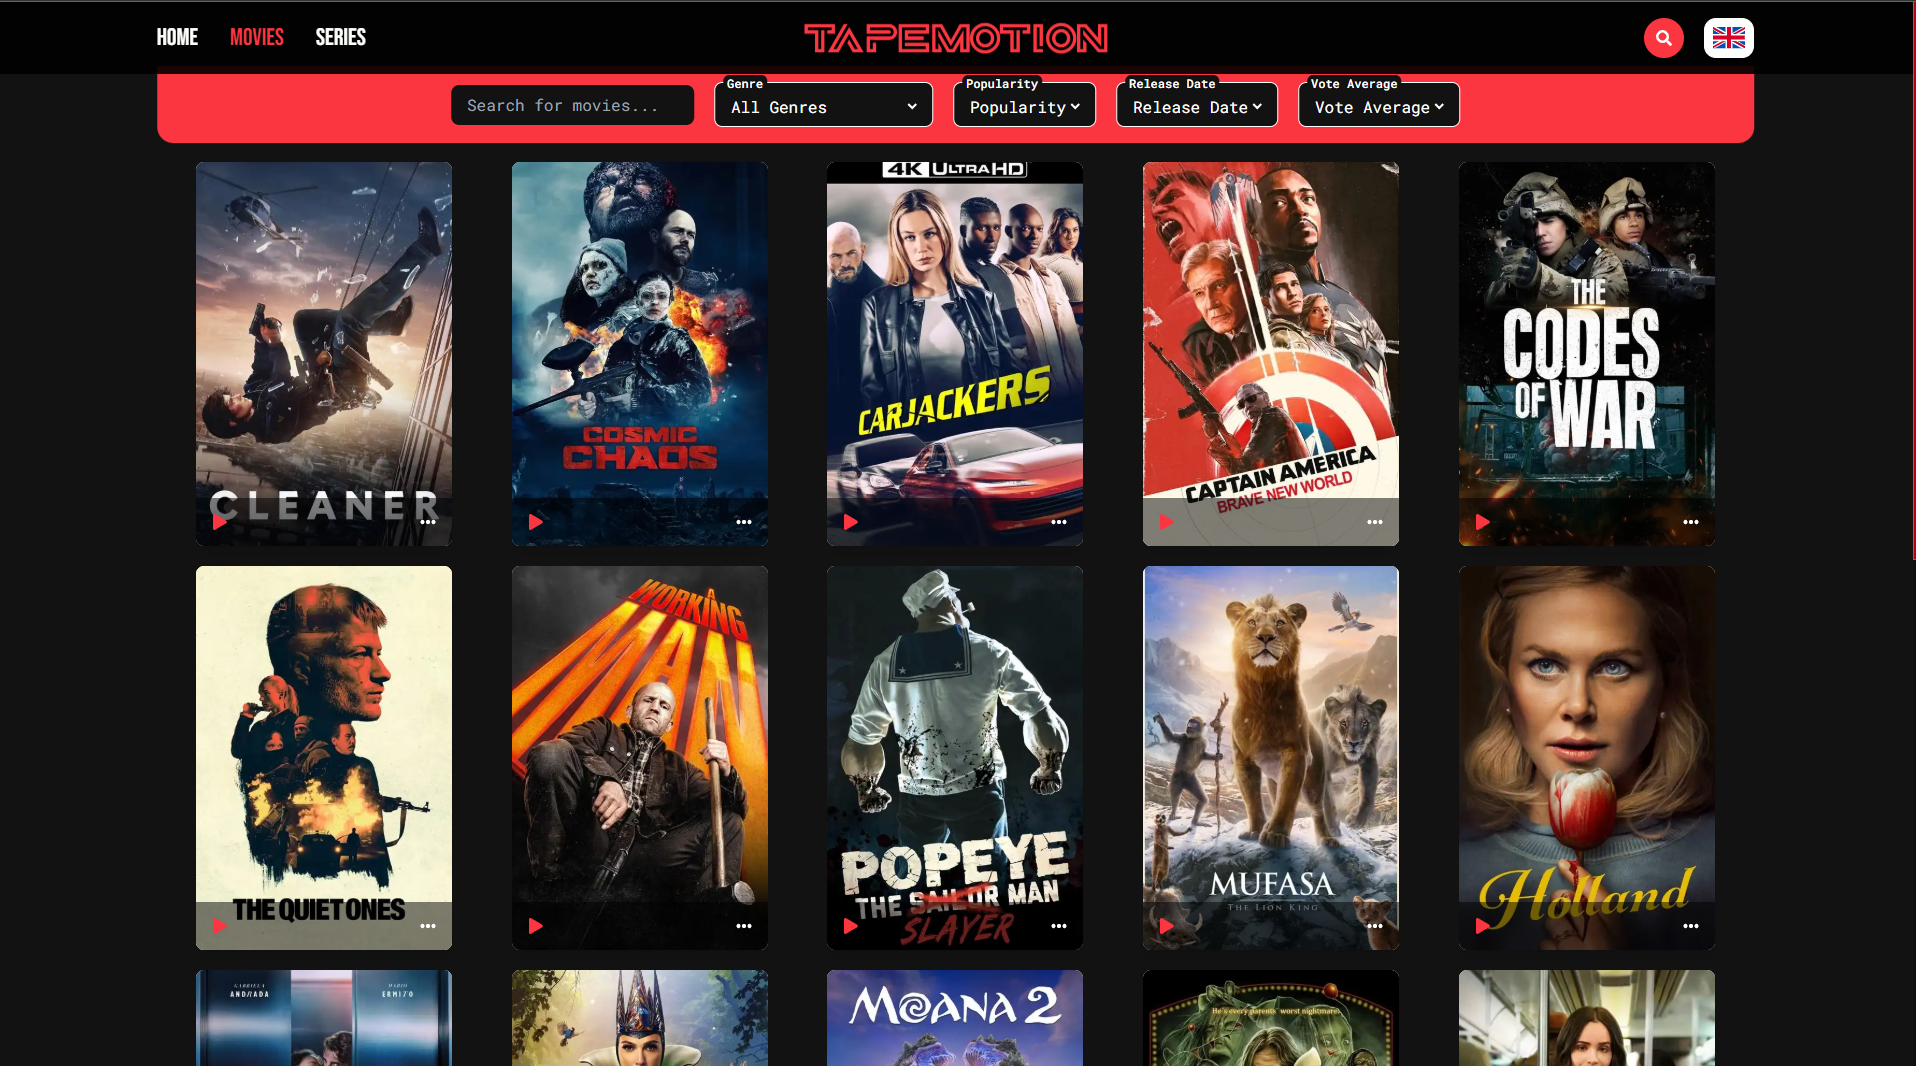 HOME MOVIES SERIES
TAPEMOTION
Search for movies...
Genre
All Genres
Popularity
Popularity
Release Date
Release Date
Vote Average
Vote Average
CLEANER
COSMIC
CHAOS
4K ULTRAHD
CARJACKERS
CAPTAIN AMERICA
BRAVE NEW WORLD
THE
CODES
OF WAR
THE QUIET ONES
A
WORKING
MAN
POPEYE
THE SAILOR MAN
SLAYER
MUFASA
THE LION KING
Holland
GABRIELA
ANDRADA
MARIO
ERMITO
MOANA 2
He's every parents' worst nightmare!